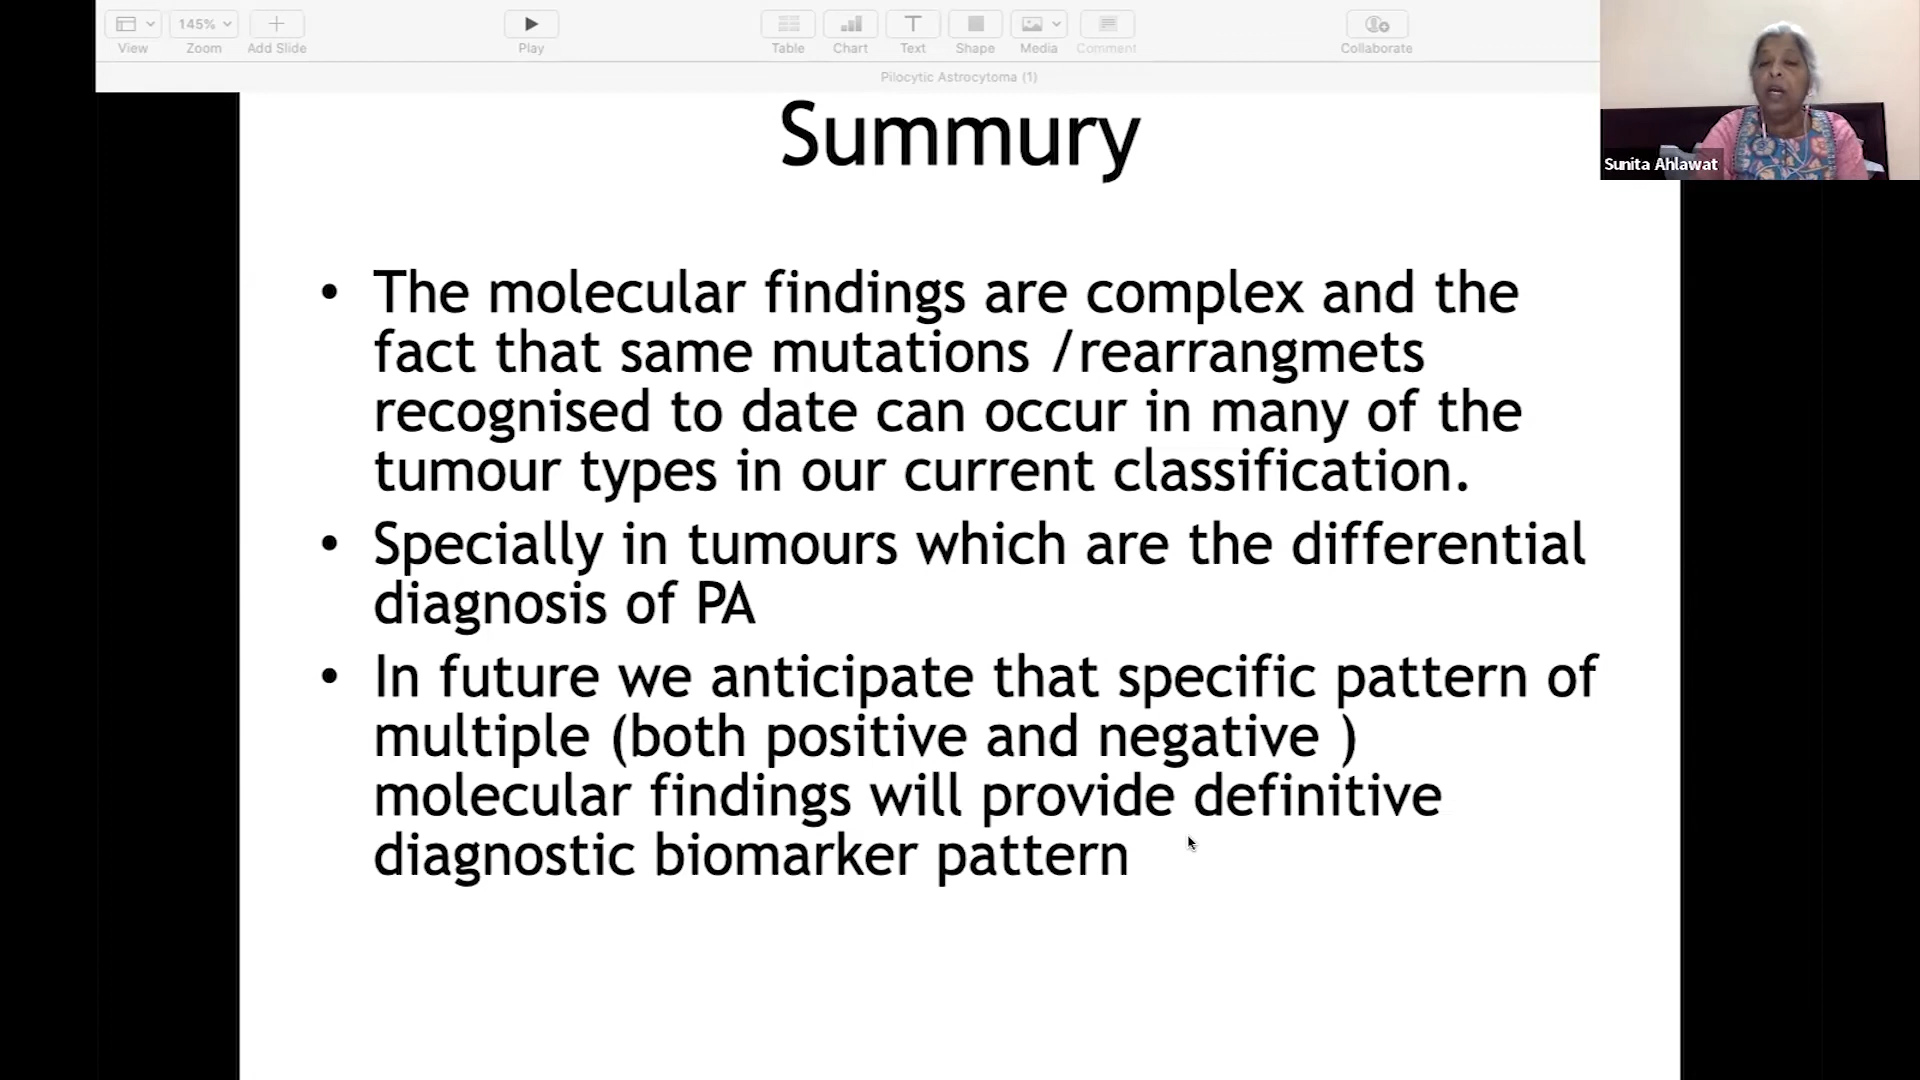 145%
View
Zoom
Add Slide
Play
Table
Chart
Text
Shape
Media
Comment
Collaborate
Pilocytic Astrocytoma (1)
Sunita Ahlawat
Summury
• The molecular findings are complex and the
fact that same mutations /rearrangmets
recognised to date can occur in many of the
tumour types in our current classification.
• Specially in tumours which are the differential
diagnosis of PA
• In future we anticipate that specific pattern of
multiple (both positive and negative )
molecular findings will provide definitive
diagnostic biomarker pattern